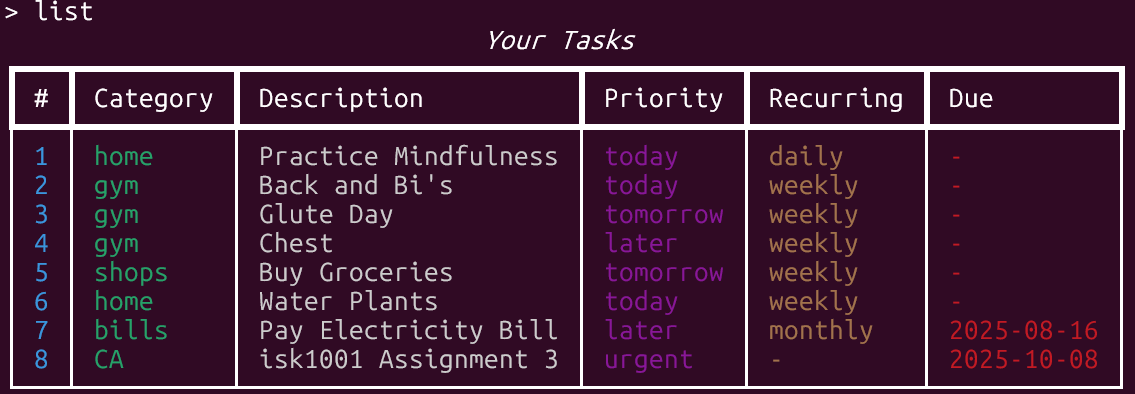 > list
Your Tasks
# Category Description Priority Recurring Due
1 home Practice Mindfulness today daily -
2 gym Back and Bi's today weekly -
3 gym Glute Day tomorrow weekly -
4 gym Chest later weekly -
5 shops Buy Groceries tomorrow weekly -
6 home Water Plants today weekly -
7 bills Pay Electricity Bill later monthly 2025-08-16
8 CA isk1001 Assignment 3 urgent - 2025-10-08